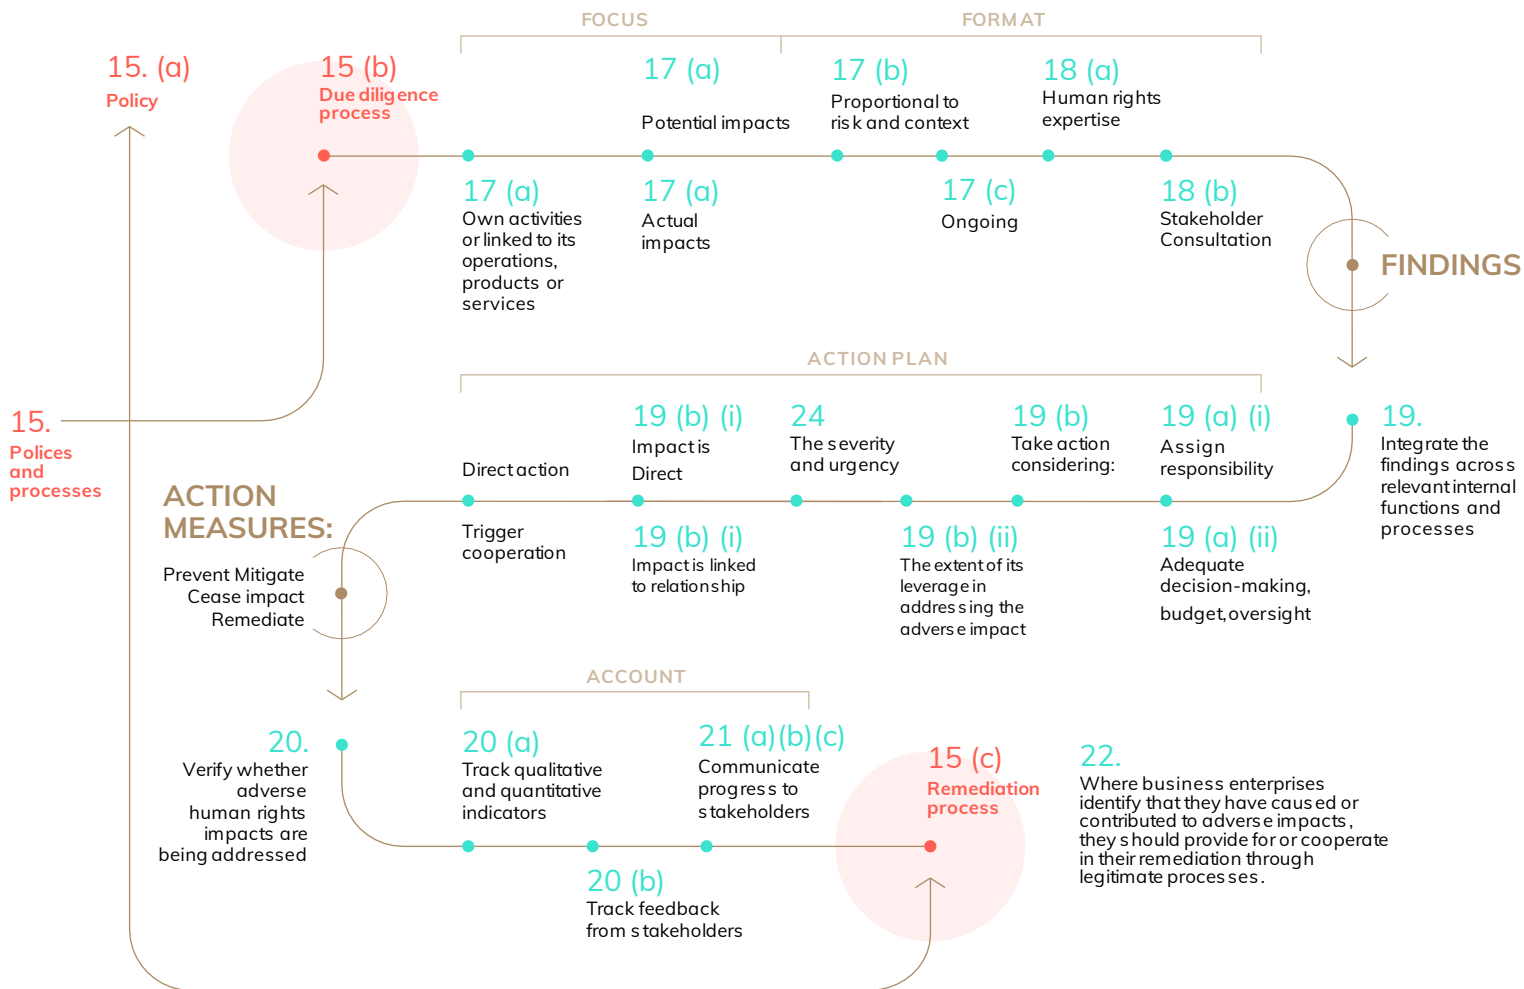 FOCUS
FORMAT
15. (a)
Policy
15 (b)
Due diligence
process
17 (a)
Potential impacts
17 (b)
Proportional to
risk and context
18 (a)
Human rights
expertise
17 (a)
Own activities
or linked to its
operations,
products or
services
17 (a)
Actual
impacts
17 (c)
Ongoing
18 (b)
Stakeholder
Consultation
FINDINGS
ACTION PLAN
15.
Polices
and
processes
19.
Integrate the
findings across
relevant internal
functions and
processes
19 (a) (i)
Assign
responsibility
19 (b)
Take action
considering:
24
The severity
and urgency
19 (b) (i)
Impact is
Direct
Direct action
19 (a) (ii)
Adequate
decision-making,
budget, oversight
19 (b) (ii)
The extent of its
leverage in
addressing the
adverse impact
19 (b) (i)
Impact is linked
to relationship
Trigger
cooperation
ACTION
MEASURES:
Prevent Mitigate
Cease impact
Remediate
ACCOUNT
20.
Verify whether
adverse
human rights
impacts are
being addressed
20 (a)
Track qualitative
and quantitative
indicators
20 (b)
Track feedback
from stakeholders
21 (a)(b)(c)
Communicate
progress to
stakeholders
15 (c)
Remediation
process
22.
Where business enterprises
identify that they have caused or
contributed to adverse impacts,
they should provide for or cooperate
in their remediation through
legitimate processes.